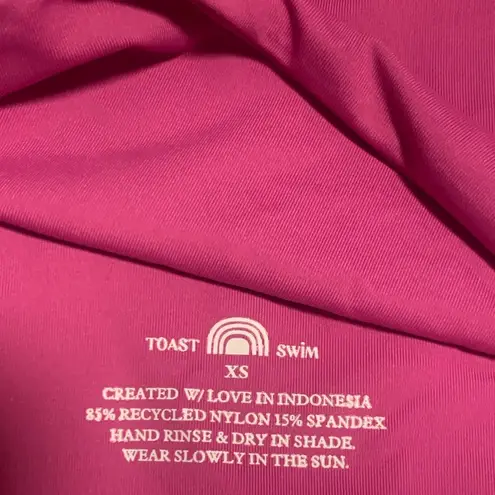 TOAST SWiM
XS
CREATED W/ LOVE IN INDONESIA
85% RECYCLED NYLON 15% SPANDEX
HAND RINSE & DRY IN SHADE.
WEAR SLOWLY IN THE SUN.